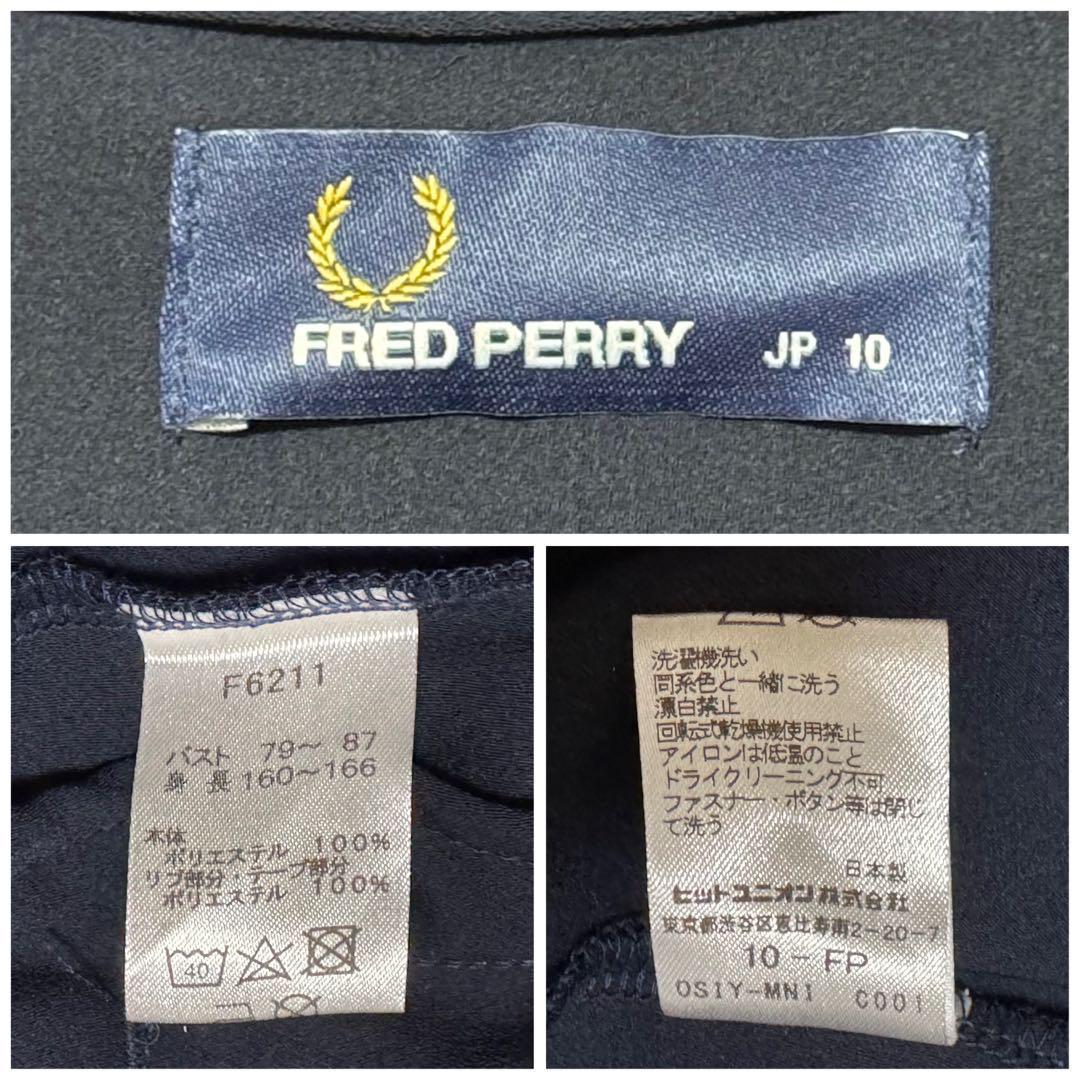 FRED PERRY JP 10
F6211
バスト 79～ 87
身 長 160～166
本体
ポリエステル 100%
リブ部分・テープ部分
ポリエステル 100%
40
洗濯機洗い
同系色と一緒に洗う
漂白禁止
回転式乾燥機使用禁止
アイロンは低温のこと
ドライクリーニング不可
ファスナー・ボタン等は閉じ
て洗う
日本製
ヒットユニオン株式会社
東京都渋谷区恵比寿南2-20-7
10 - FP
OSIY-MNI C001